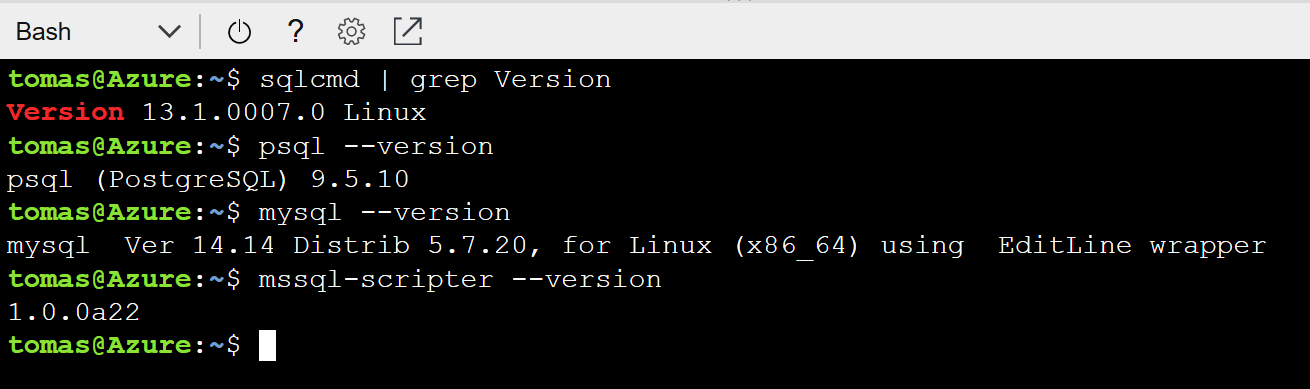 Bash ?
tomas@Azure:~$ sqlcmd | grep Version
Version 13.1.0007.0 Linux
tomas@Azure:~$ psql --version
psql (PostgreSQL) 9.5.10
tomas@Azure:~$ mysql --version
mysql  Ver 14.14 Distrib 5.7.20, for Linux (x86_64) using  EditLine wrapper
tomas@Azure:~$ mssql-scripter --version
1.0.0a22
tomas@Azure:~$